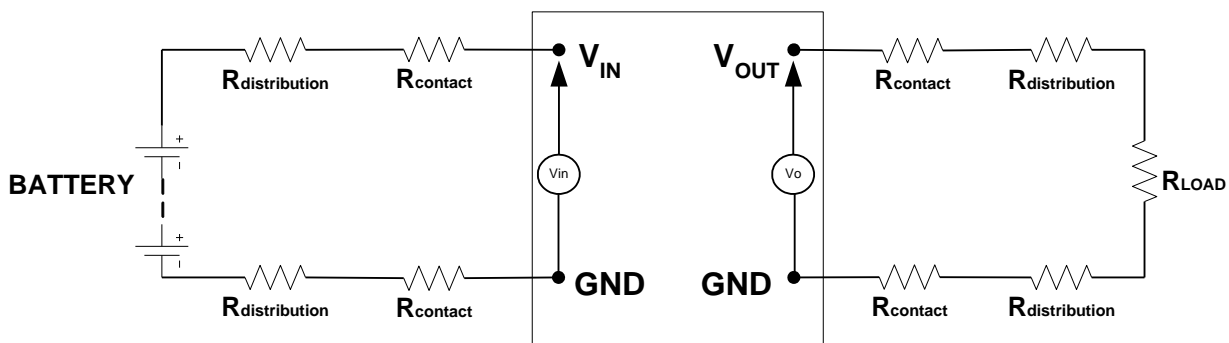 Rdistribution
Rcontact
VIN
VOUT
Rcontact
Rdistribution
+
-
BATTERY
Vin
Vo
RLOAD
+
-
Rdistribution
Rcontact
GND
GND
Rcontact
Rdistribution